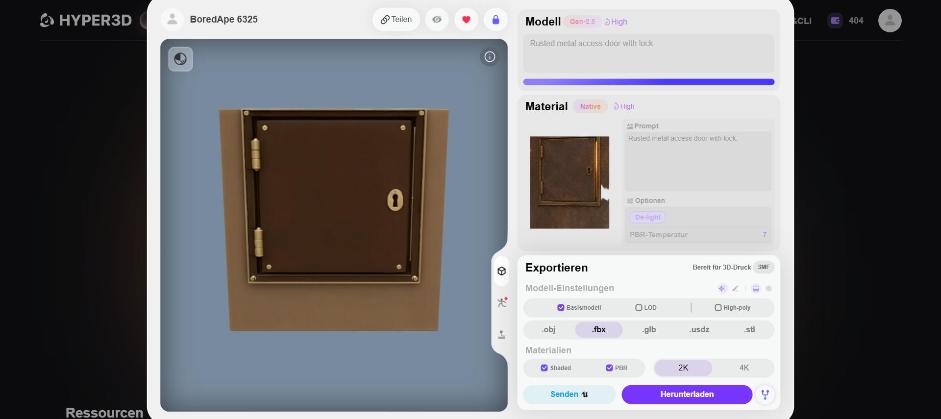 HYPER3D
BoredApe 6325
Teilen
&CLI
404
Modell Gen-2.5 High
Rusted metal access door with lock.
Material Native High
Prompt
Rusted metal access door with lock.
Optionen
De-light
PBR-Temperatur 7
Exportieren
Bereit für 3D-Druck 3MF
Modell-Einstellungen
Basismodell LOD High-poly
.obj .fbx .glb .usdz .stl
Materialien
Shaded PBR 2K 4K
Senden Herunterladen
Ressourcen